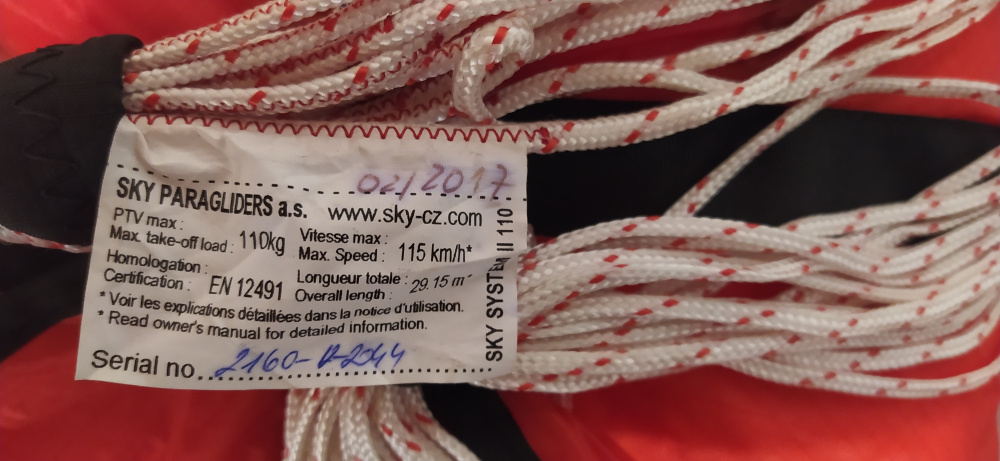 02/2017
SKY PARAGLIDERS a.s. www.sky-cz.com
PTV max :
Max. take-off load : 110kg
Vitesse max :
Max. Speed : 115 km/h*
Homologation :
Certification : EN 12491
Longueur totale :
Overall length : 29.15 m*
* Voir les explications détaillées dans la notice d'utilisation.
* Read owner's manual for detailed information.
Serial no. 2160-12-2044
SKY SYSTEM II 110